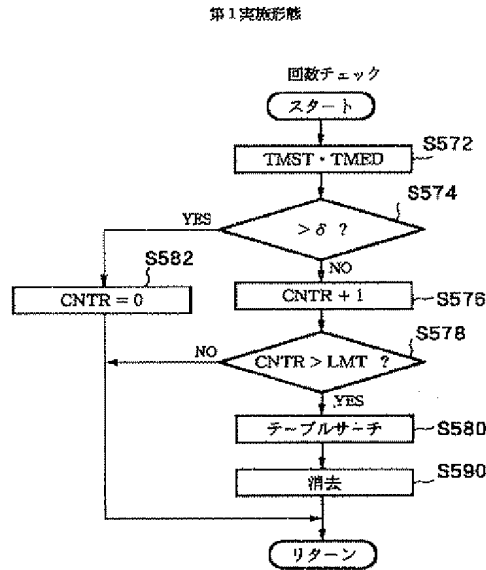 第1実施形態
回数チェック
スタート
S572
TMST・TMED
S574
YES
>δ ?
S582
NO
CNTR=0
CNTR+1
S576
S578
NO
CNTR>LMT ?
YES
テーブルサーチ
S580
S590
消去
リターン